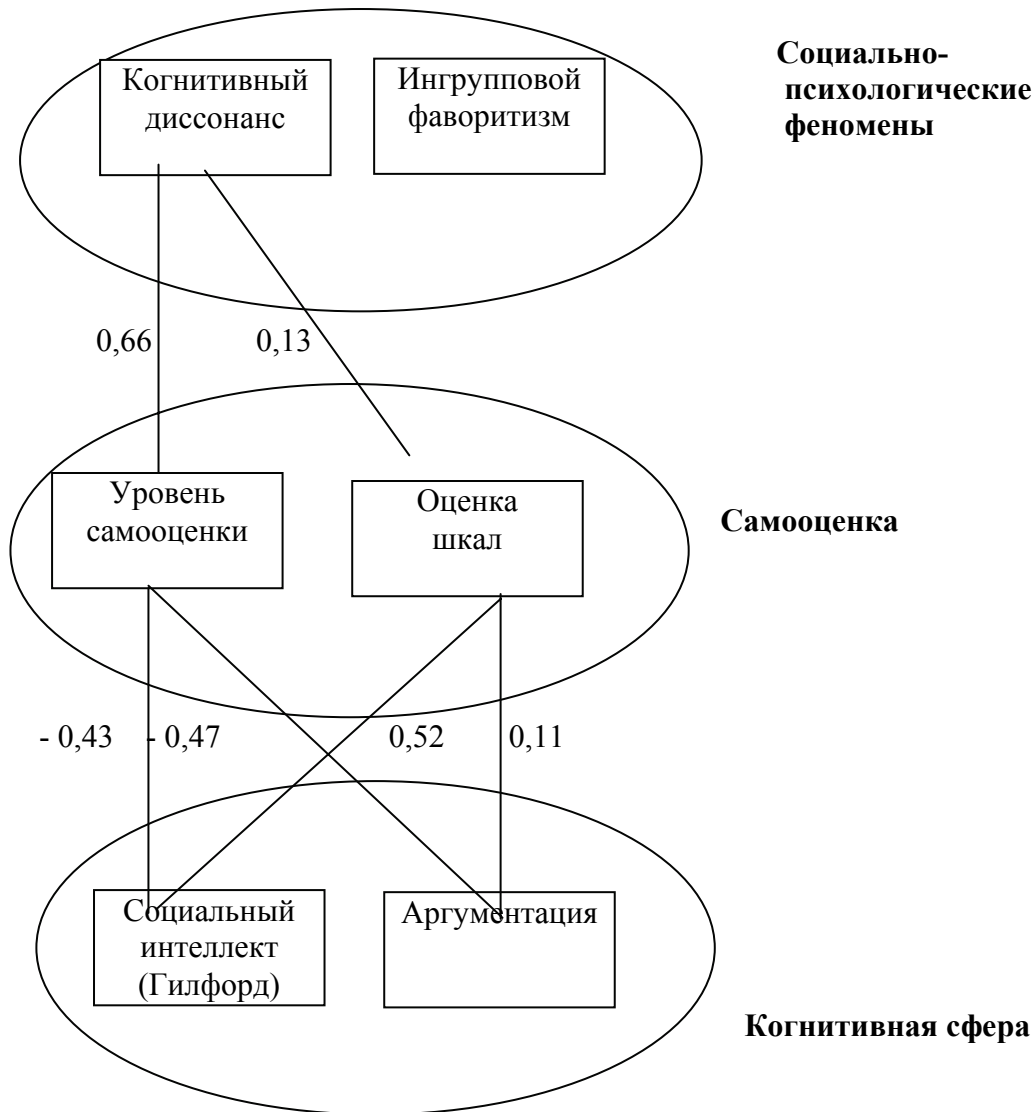 Социально-
психологические
феномены
Когнитивный
диссонанс
Ингрупповой
фаворитизм
0,66
0,13
Уровень
самооценки
Оценка
шкал
Самооценка
- 0,43
- 0,47
0,52
0,11
Социальный
интеллект
(Гилфорд)
Аргументация
Когнитивная сфера